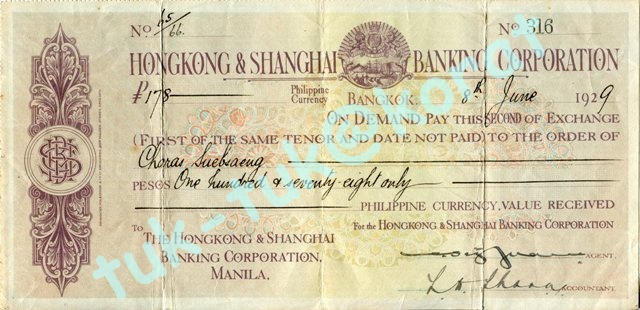 No. 65/66. No. 316
HONGKONG & SHANGHAI BANKING CORPORATION
₱178 Philippine Currency BANGKOK, 8th June 1929
ON DEMAND PAY THIS SECOND OF EXCHANGE
(FIRST OF THE SAME TENOR AND DATE NOT PAID) TO THE ORDER
OF Choras Suebsaeng
PESOS One hundred & seventy-eight only
PHILIPPINE CURRENCY, VALUE RECEIVED
TO THE HONGKONG & SHANGHAI BANKING CORPORATION, MANILA.
For the HONGKONG & SHANGHAI BANKING CORPORATION
AGENT.
ACCOUNTANT.
tuk-tuk@korat